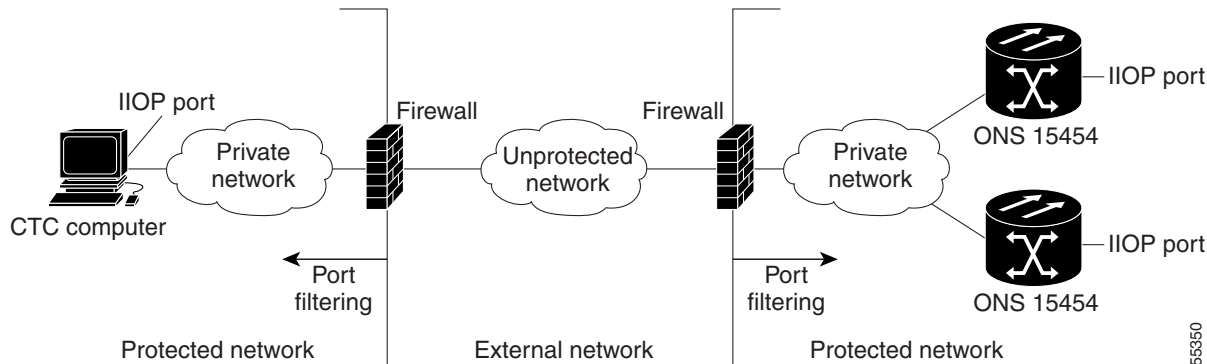 IIOP port
Private
network
CTC computer
Firewall
Unprotected
network
Firewall
Private
network
IIOP port
ONS 15454
IIOP port
ONS 15454
Port
filtering
Port
filtering
Protected network
External network
Protected network
55350